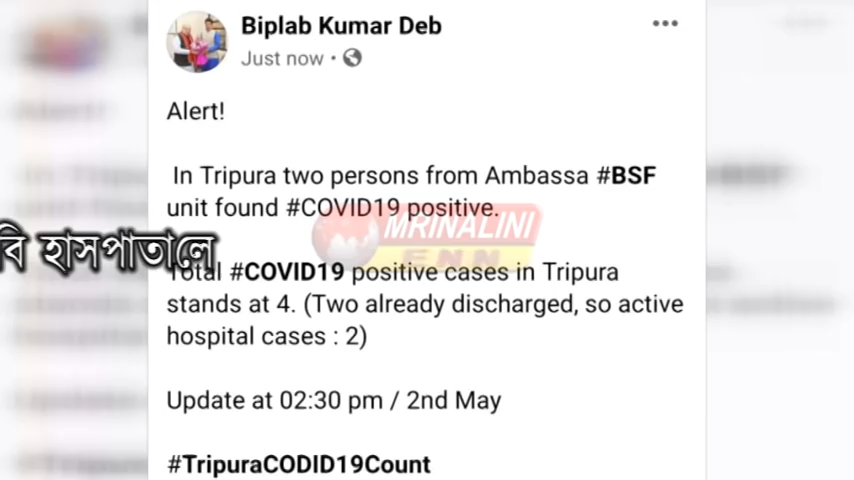 Biplab Kumar Deb
Just now ·
Alert!
In Tripura two persons from Ambassa #BSF
unit found #COVID19 positive.
MRINALINI
ENN
বি হাসপাতালে
Total #COVID19 positive cases in Tripura
stands at 4. (Two already discharged, so active
hospital cases : 2)
Update at 02:30 pm / 2nd May
#TripuraCODID19Count